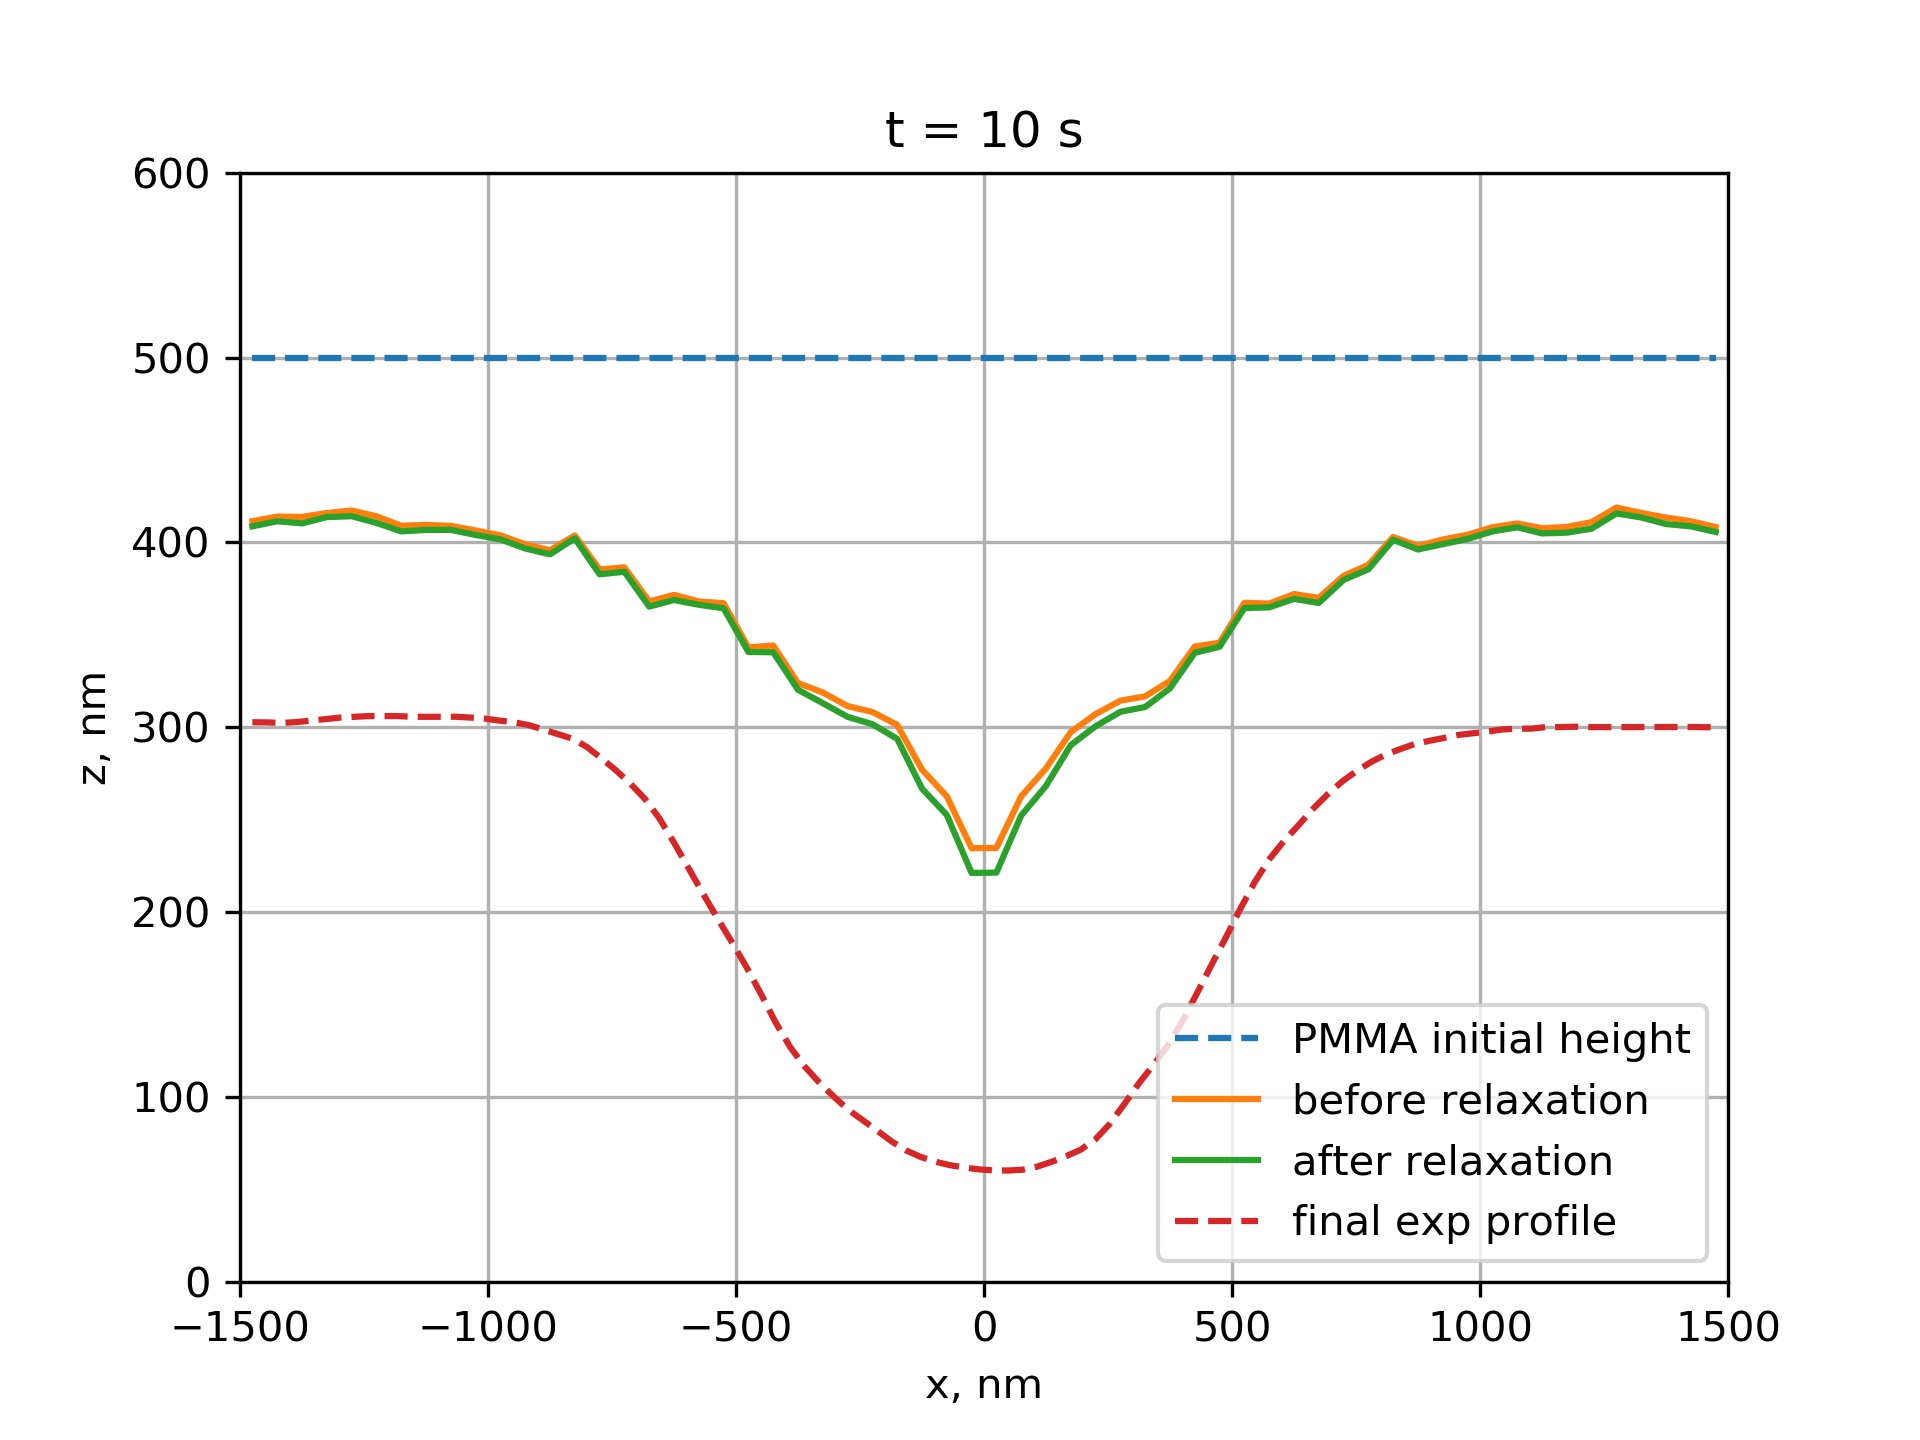 t = 10 s
600
500
400
300
200
100
0
z, nm
−1500 −1000 −500 0 500 1000 1500
x, nm
PMMA initial height
before relaxation
after relaxation
final exp profile